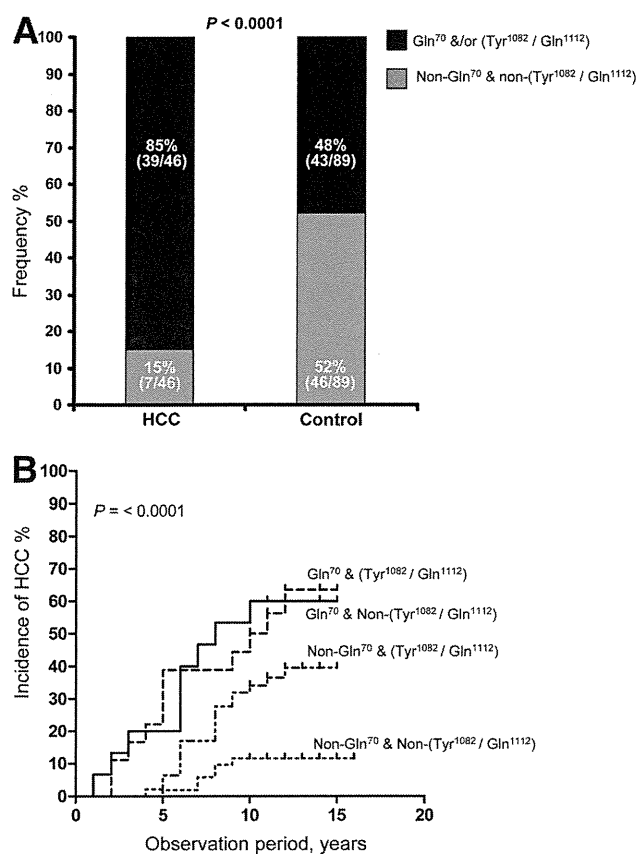 A
P < 0.0001
Gln⁷⁰ &/or (Tyr¹⁰⁸² / Gln¹¹¹²)
Non-Gln⁷⁰ & non-(Tyr¹⁰⁸² / Gln¹¹¹²)
Frequency %
100
90
80
70
60
50
40
30
20
10
0
85%
(39/46)
48%
(43/89)
15%
(7/46)
52%
(46/89)
HCC
Control
B
P = < 0.0001
Incidence of HCC %
100
90
80
70
60
50
40
30
20
10
0
Gln⁷⁰ & (Tyr¹⁰⁸² / Gln¹¹¹²)
Gln⁷⁰ & Non-(Tyr¹⁰⁸² / Gln¹¹¹²)
Non-Gln⁷⁰ & (Tyr¹⁰⁸² / Gln¹¹¹²)
Non-Gln⁷⁰ & Non-(Tyr¹⁰⁸² / Gln¹¹¹²)
0
5
10
15
20
Observation period, years